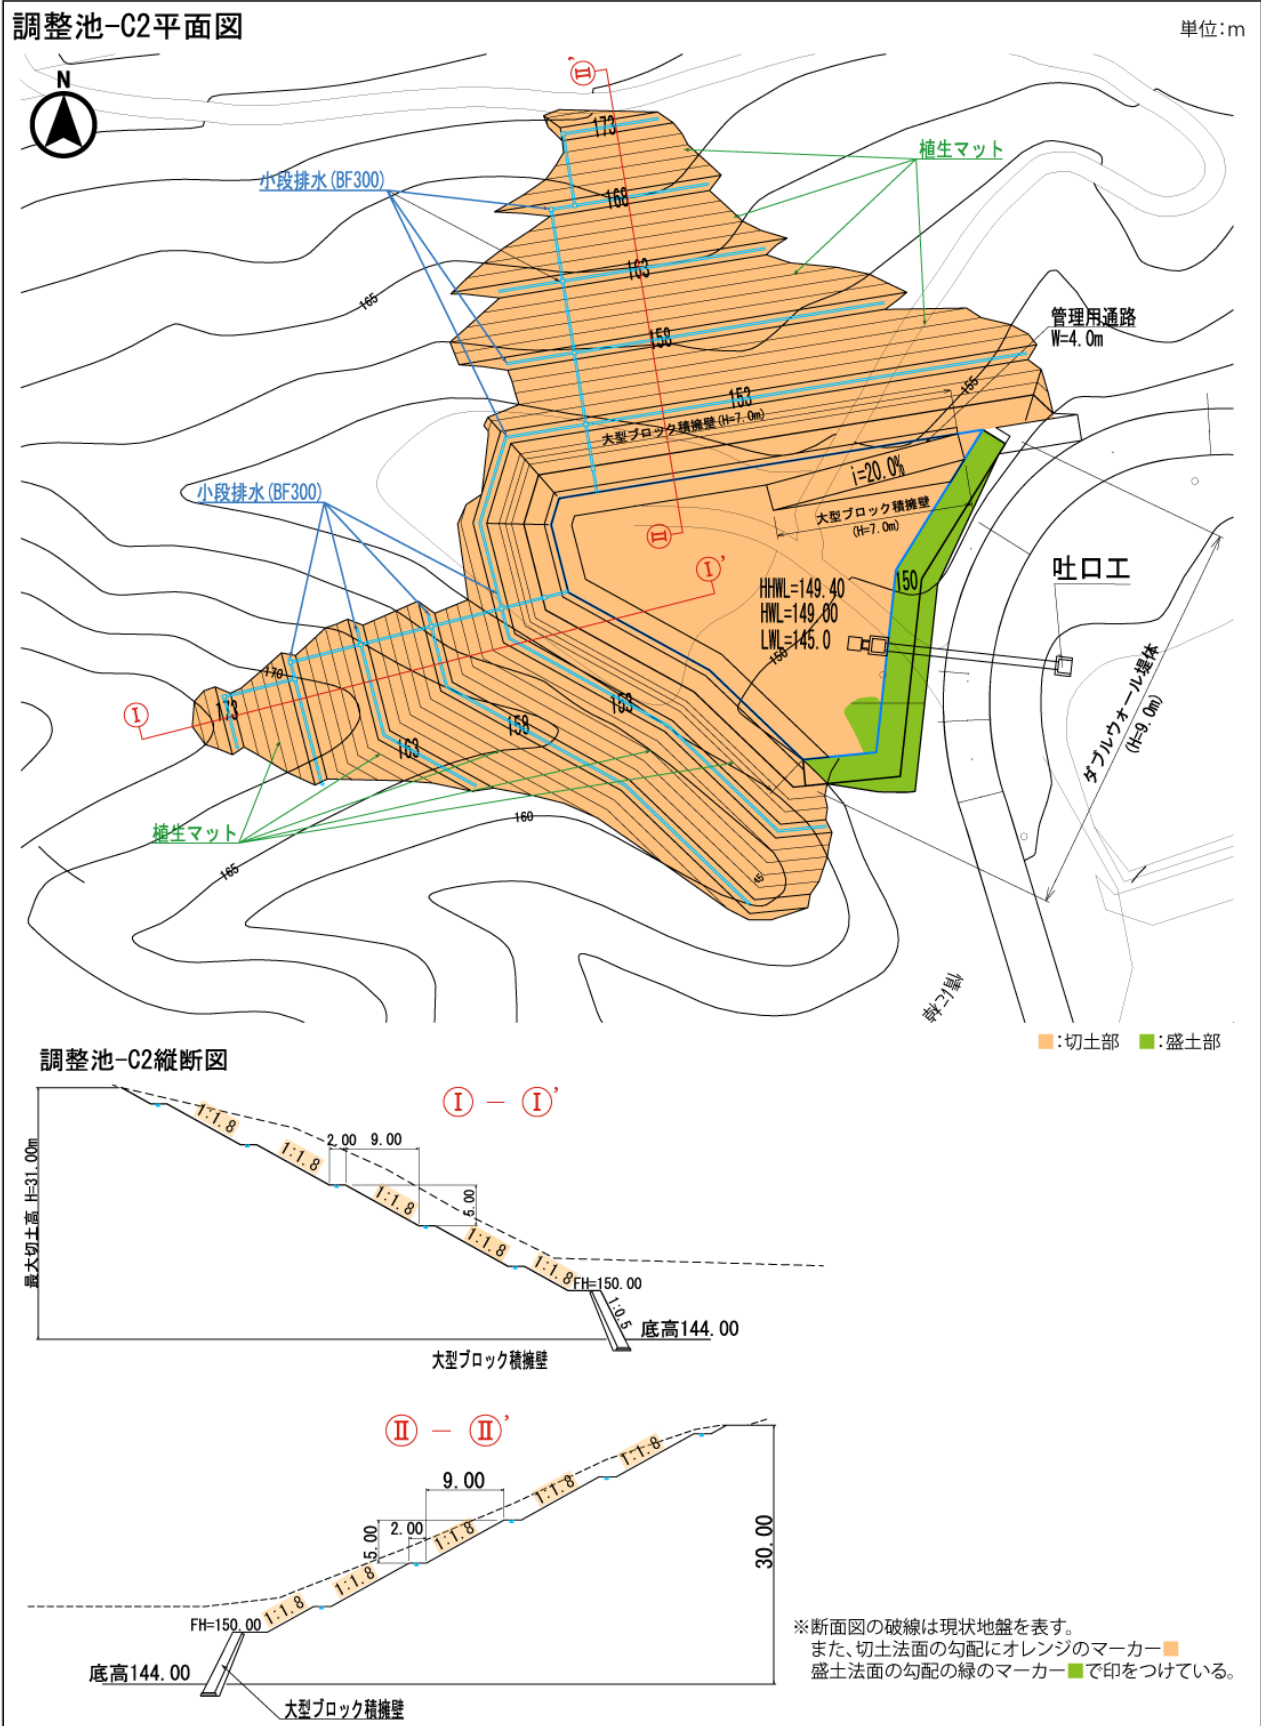 調整池-C2平面図
単位:m
N
Ⅱ'
173
植生マット
小段排水(BF300)
168
163
165
管理用通路
W=4.0m
158
155
153
大型ブロック積擁壁(H=7.0m)
i=20.0%
小段排水(BF300)
大型ブロック積擁壁
(H=7.0m)
Ⅱ
Ⅰ'
吐口工
150
HHWL=149.40
HWL=149.00
LWL=145.0
150
170
173
Ⅰ
153
158
163
ダブルウォール堤体
(H=9.0m)
植生マット
160
165
:切土部 :盛土部
調整池-C2縦断図
Ⅰ - Ⅰ'
1:1.8
2.00 9.00
1:1.8
最大切土高 H=31.00m
1:1.8
5.00
1:1.8
1:1.8
FH=150.00
1:0.5
底高144.00
大型ブロック積擁壁
Ⅱ - Ⅱ'
1:1.8
9.00
1:1.8
5.00
2.00
1:1.8
30.00
1:1.8
1:1.8
FH=150.00
底高144.00
大型ブロック積擁壁
※断面図の破線は現状地盤を表す。
また、切土法面の勾配にオレンジのマーカー
盛土法面の勾配の緑のマーカー で印をつけている。